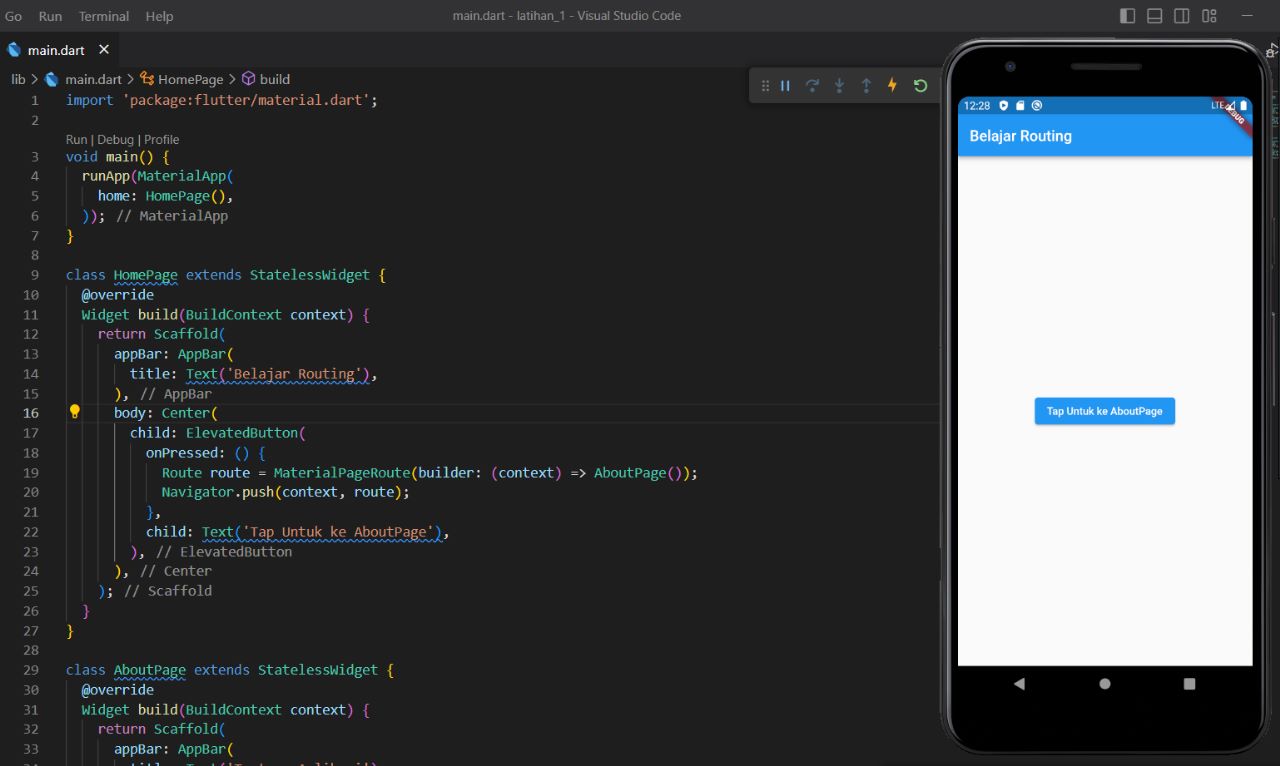 Go Run Terminal Help
main.dart - latihan_1 - Visual Studio Code
main.dart
lib > main.dart > HomePage > build
1 import 'package:flutter/material.dart';
2
Run | Debug | Profile
3 void main() {
4 runApp(MaterialApp(
5 home: HomePage(),
6 )); // MaterialApp
7 }
8
9 class HomePage extends StatelessWidget {
10 @override
11 Widget build(BuildContext context) {
12 return Scaffold(
13 appBar: AppBar(
14 title: Text('Belajar Routing'),
15 ), // AppBar
16 body: Center(
17 child: ElevatedButton(
18 onPressed: () {
19 Route route = MaterialPageRoute(builder: (context) => AboutPage());
20 Navigator.push(context, route);
21 },
22 child: Text('Tap Untuk ke AboutPage'),
23 ), // ElevatedButton
24 ), // Center
25 ); // Scaffold
26 }
27 }
28
29 class AboutPage extends StatelessWidget {
30 @override
31 Widget build(BuildContext context) {
32 return Scaffold(
33 appBar: AppBar(
12:28 LTE
DEBUG
Belajar Routing
Tap Untuk ke AboutPage